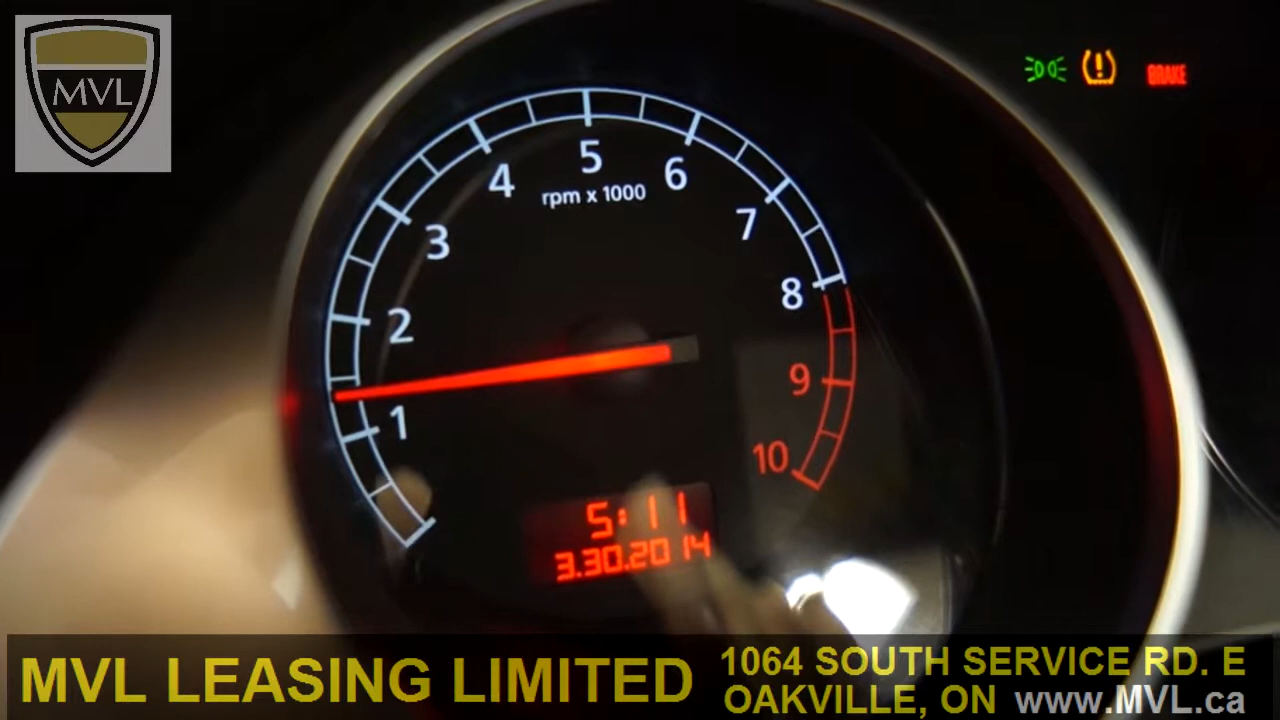 MVL
BRAKE
5
4
6
rpm x 1000
3
7
2
8
1
9
10
5:11
3.30.2014
MVL LEASING LIMITED
1064 SOUTH SERVICE RD. E
OAKVILLE, ON www.MVL.ca